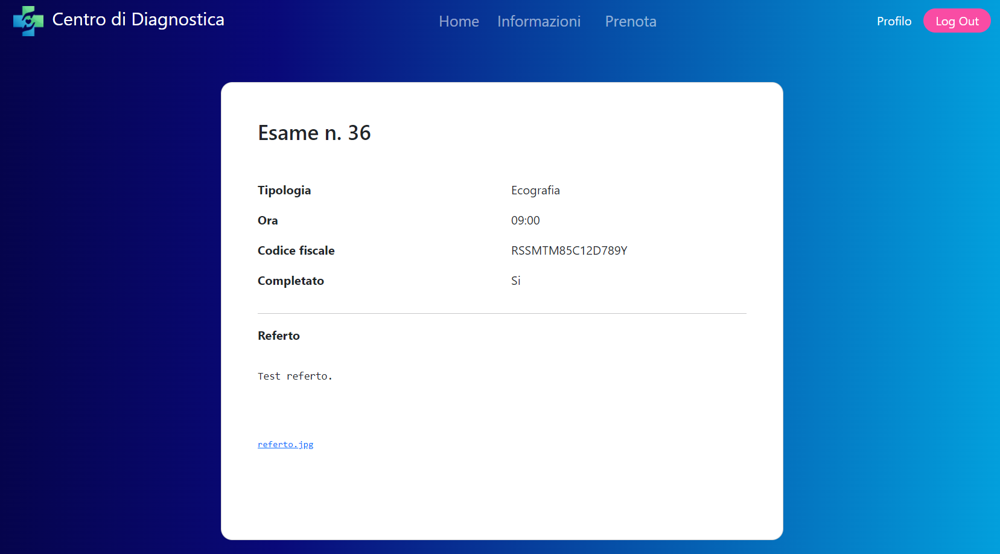 Centro di Diagnostica
Home Informazioni Prenota
Profilo Log Out
Esame n. 36
Tipologia Ecografia
Ora 09:00
Codice fiscale RSSMTM85C12D789Y
Completato Si
Referto
Test referto.
referto.jpg